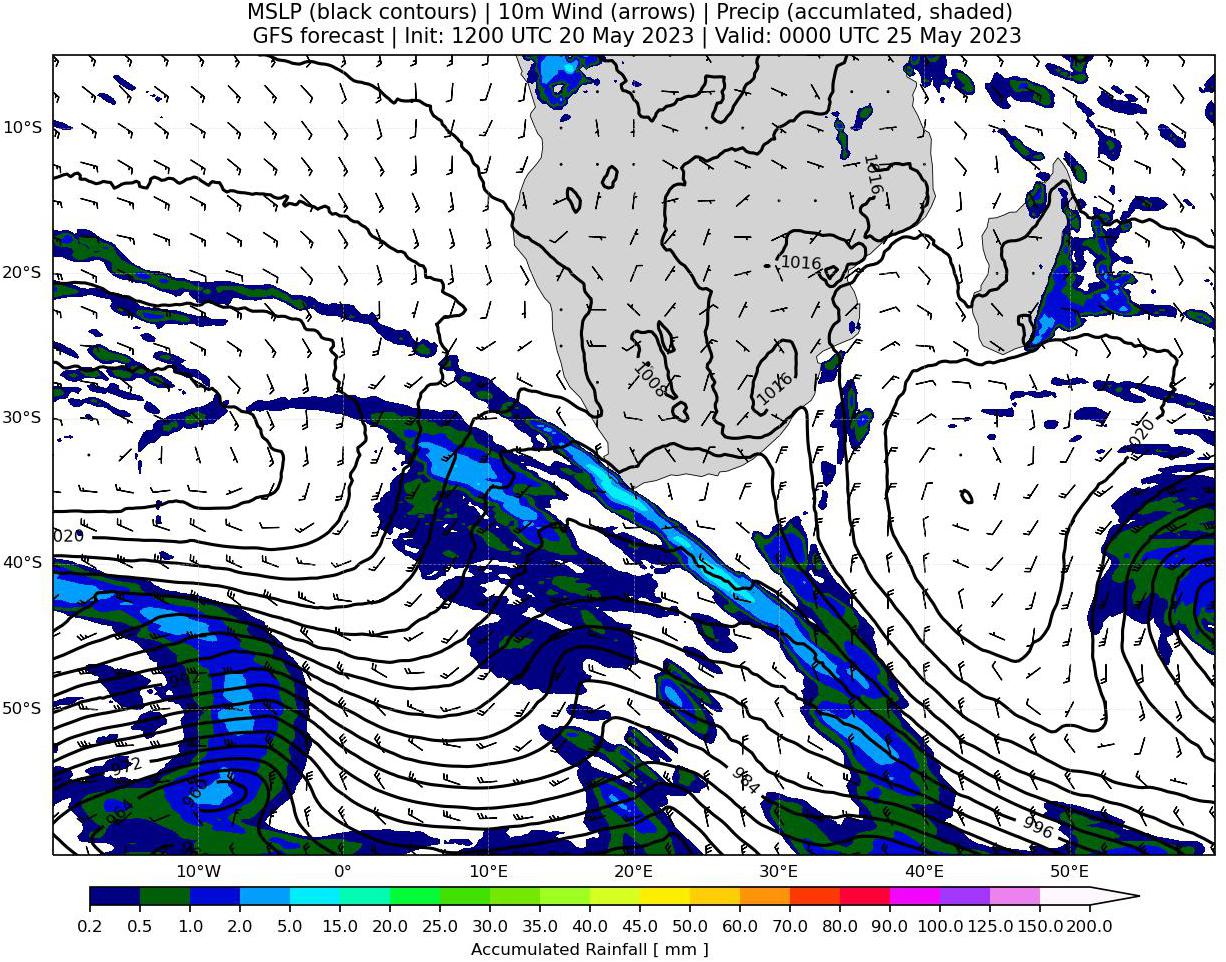 MSLP (black contours) | 10m Wind (arrows) | Precip (accumlated, shaded)
GFS forecast | Init: 1200 UTC 20 May 2023 | Valid: 0000 UTC 25 May 2023
10°S
1016
1016
20°S
1008
1016
30°S
020
020
40°S
992
50°S
972
984
964
960
996
10°W 0° 10°E 20°E 30°E 40°E 50°E
0.2 0.5 1.0 2.0 5.0 15.0 20.0 25.0 30.0 35.0 40.0 45.0 50.0 60.0 70.0 80.0 90.0 100.0 125.0 150.0 200.0
Accumulated Rainfall [ mm ]